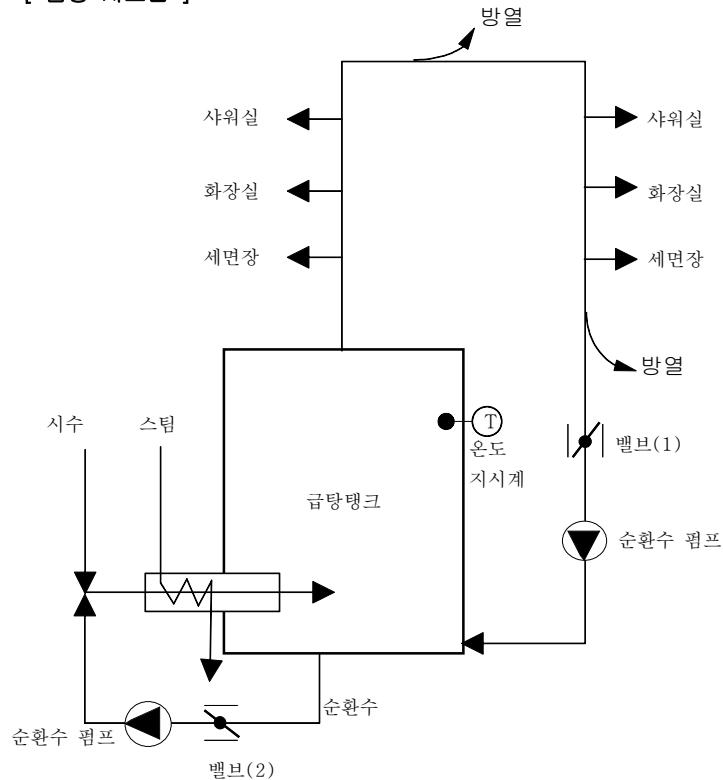 방열
샤워실
샤워실
화장실
화장실
세면장
세면장
방열
시수
스팀
T
온도
지시계
밸브(1)
급탕탱크
순환수 펌프
순환수
순환수 펌프
밸브(2)